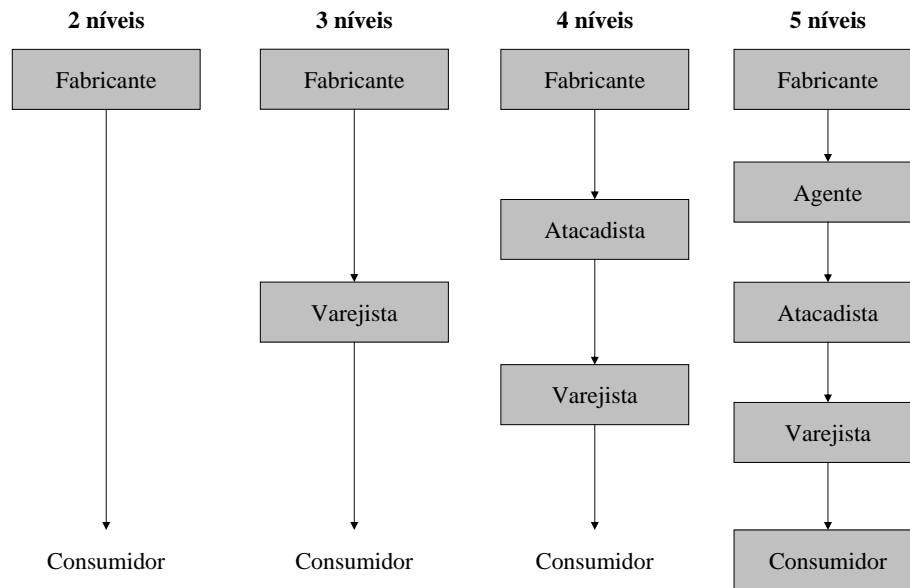 2 níveis
3 níveis
4 níveis
5 níveis
Fabricante
Fabricante
Fabricante
Fabricante
Agente
Atacadista
Varejista
Atacadista
Varejista
Varejista
Consumidor
Consumidor
Consumidor
Consumidor